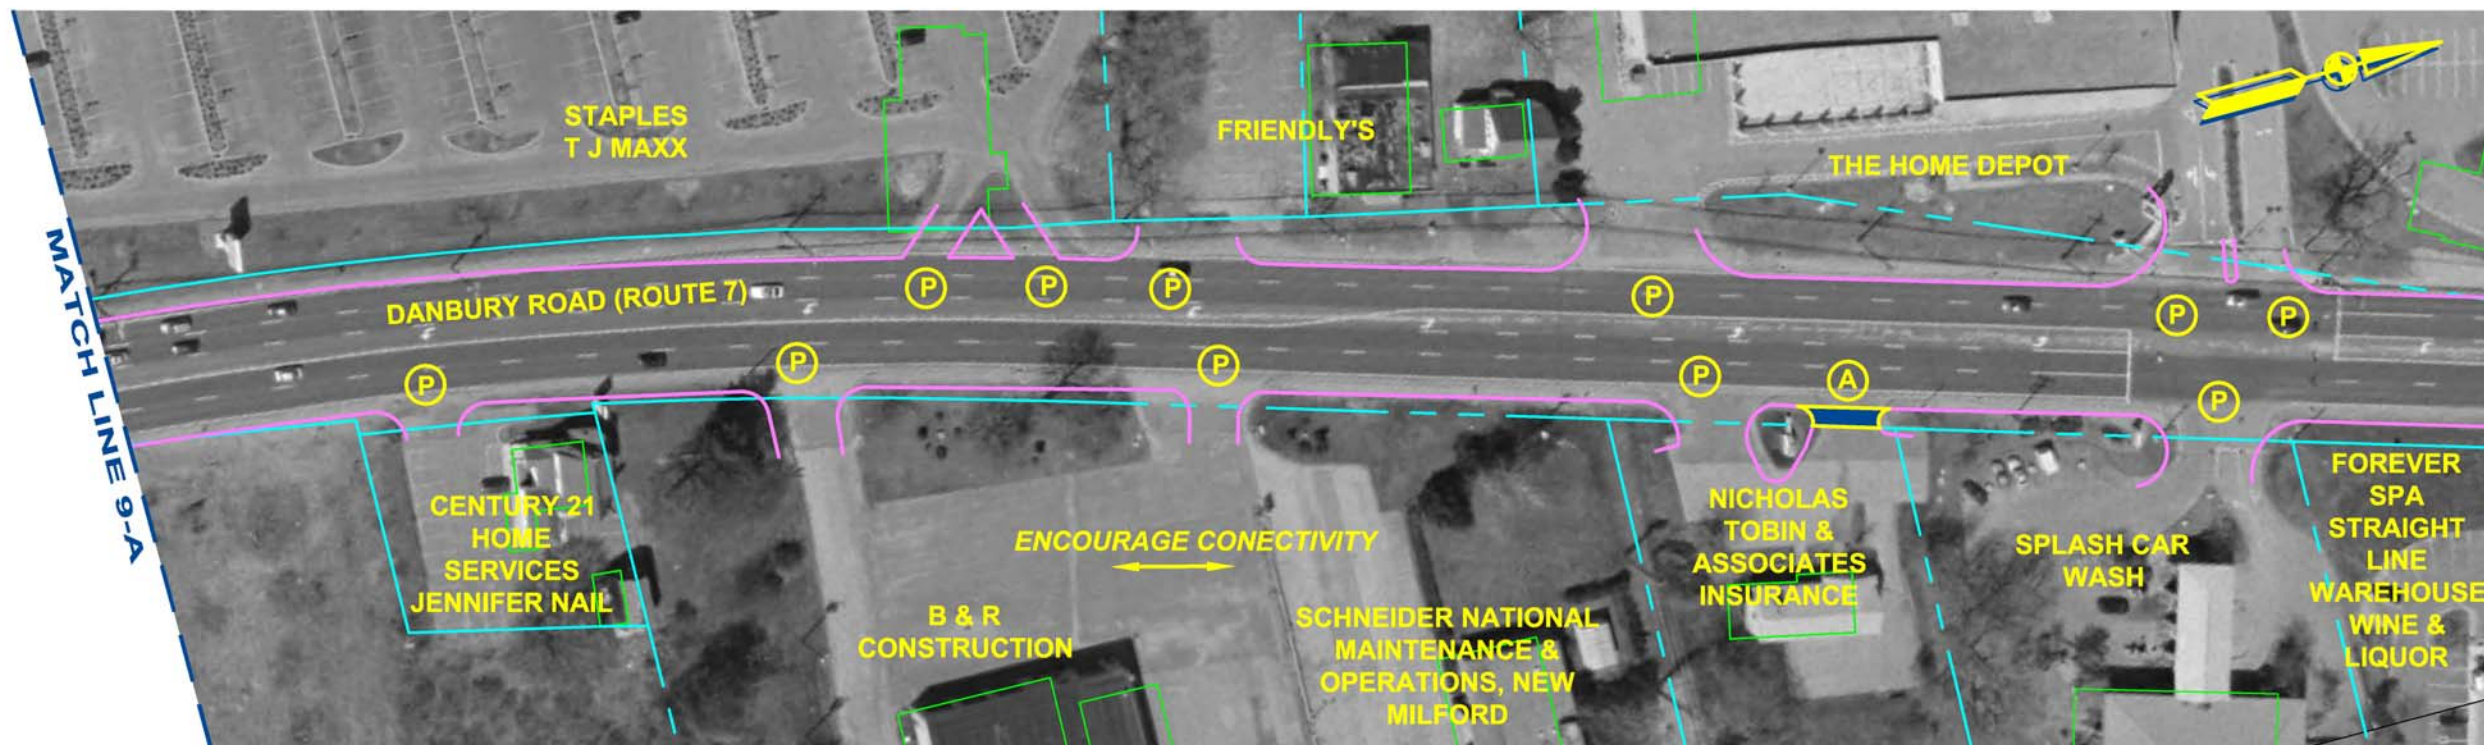 STAPLES
T J MAXX
FRIENDLY'S
THE HOME DEPOT
MATCH LINE 9-A
DANBURY ROAD (ROUTE 7)
P
P
P
P
P
P
P
P
P
P
A
P
CENTURY 21
HOME
SERVICES
JENNIFER NAIL
ENCOURAGE CONECTIVITY
B & R
CONSTRUCTION
SCHNEIDER NATIONAL
MAINTENANCE &
OPERATIONS, NEW
MILFORD
NICHOLAS
TOBIN &
ASSOCIATES
INSURANCE
SPLASH CAR
WASH
FOREVER
SPA
STRAIGHT
LINE
WAREHOUSE
WINE &
LIQUOR